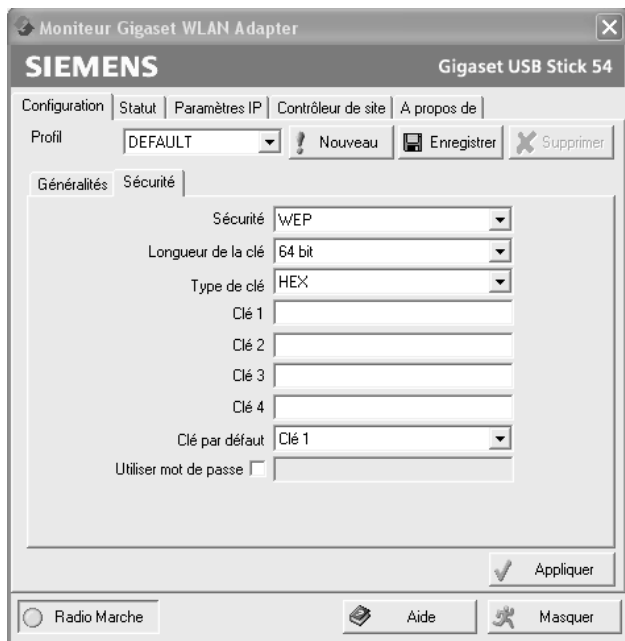 Moniteur Gigaset WLAN Adapter
SIEMENS Gigaset USB Stick 54
Configuration Statut Paramètres IP Contrôleur de site A propos de
Profil DEFAULT Nouveau Enregistrer Supprimer
Généralités Sécurité
Sécurité WEP
Longueur de la clé 64 bit
Type de clé HEX
Clé 1
Clé 2
Clé 3
Clé 4
Clé par défaut Clé 1
Utiliser mot de passe
Appliquer
Radio Marche Aide Masquer